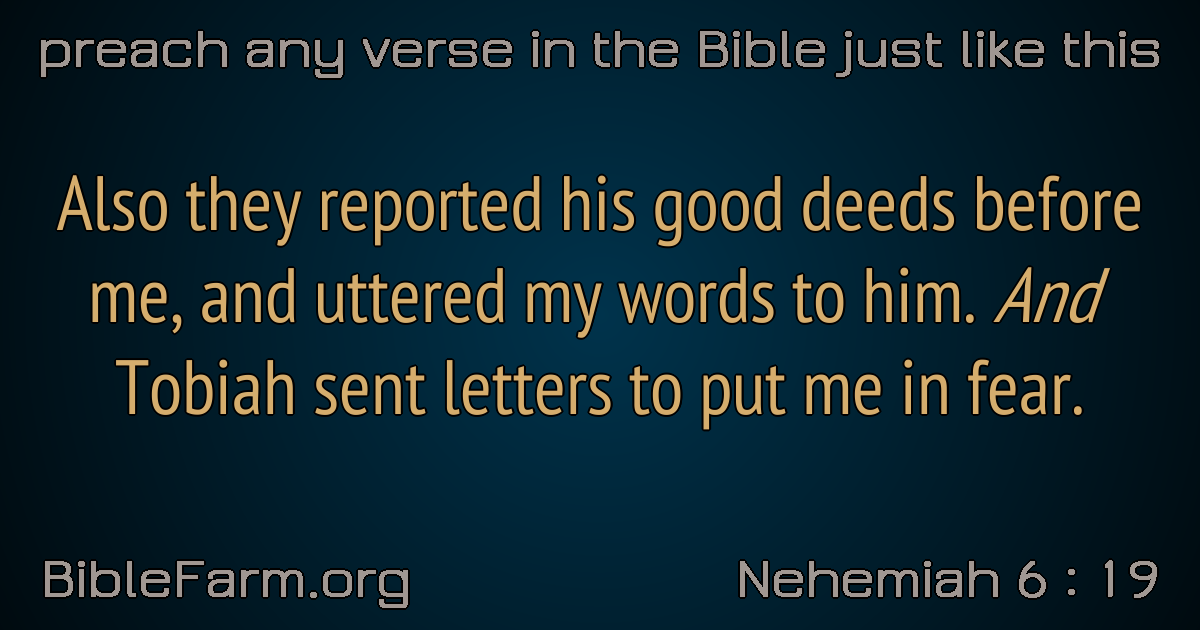 preach any verse in the Bible just like this
Also they reported his good deeds before
me, and uttered my words to him. And
Tobiah sent letters to put me in fear.
BibleFarm.org
Nehemiah 6 : 19